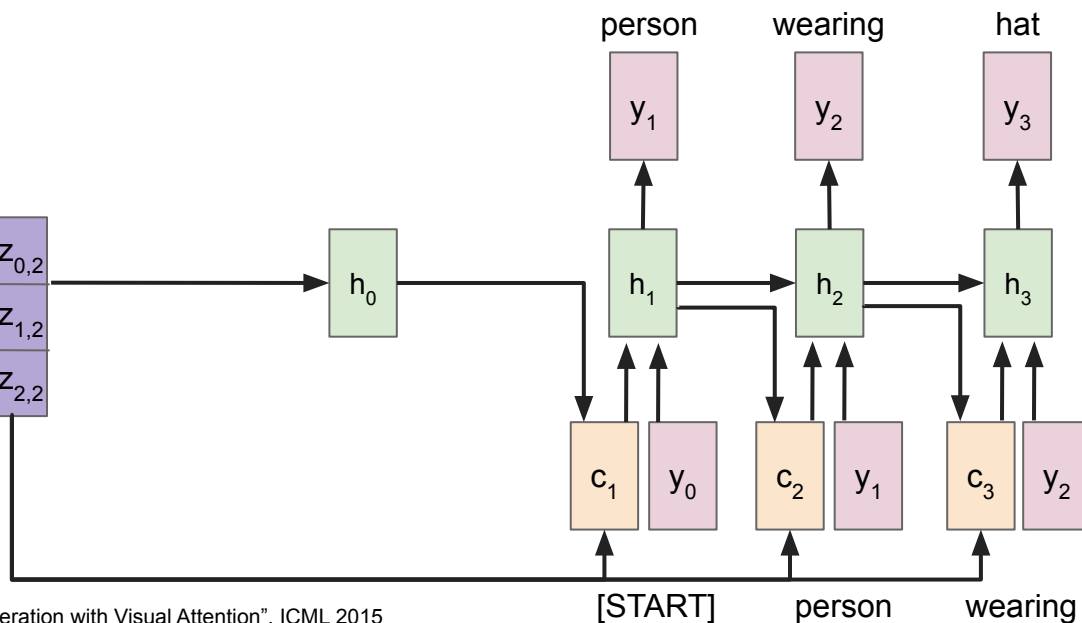 person wearing hat
y1 y2 y3
z0,2
h0 h1 h2 h3
z1,2
z2,2
c1 y0 c2 y1 c3 y2
[START] person wearing
with Visual Attention”, ICML 2015